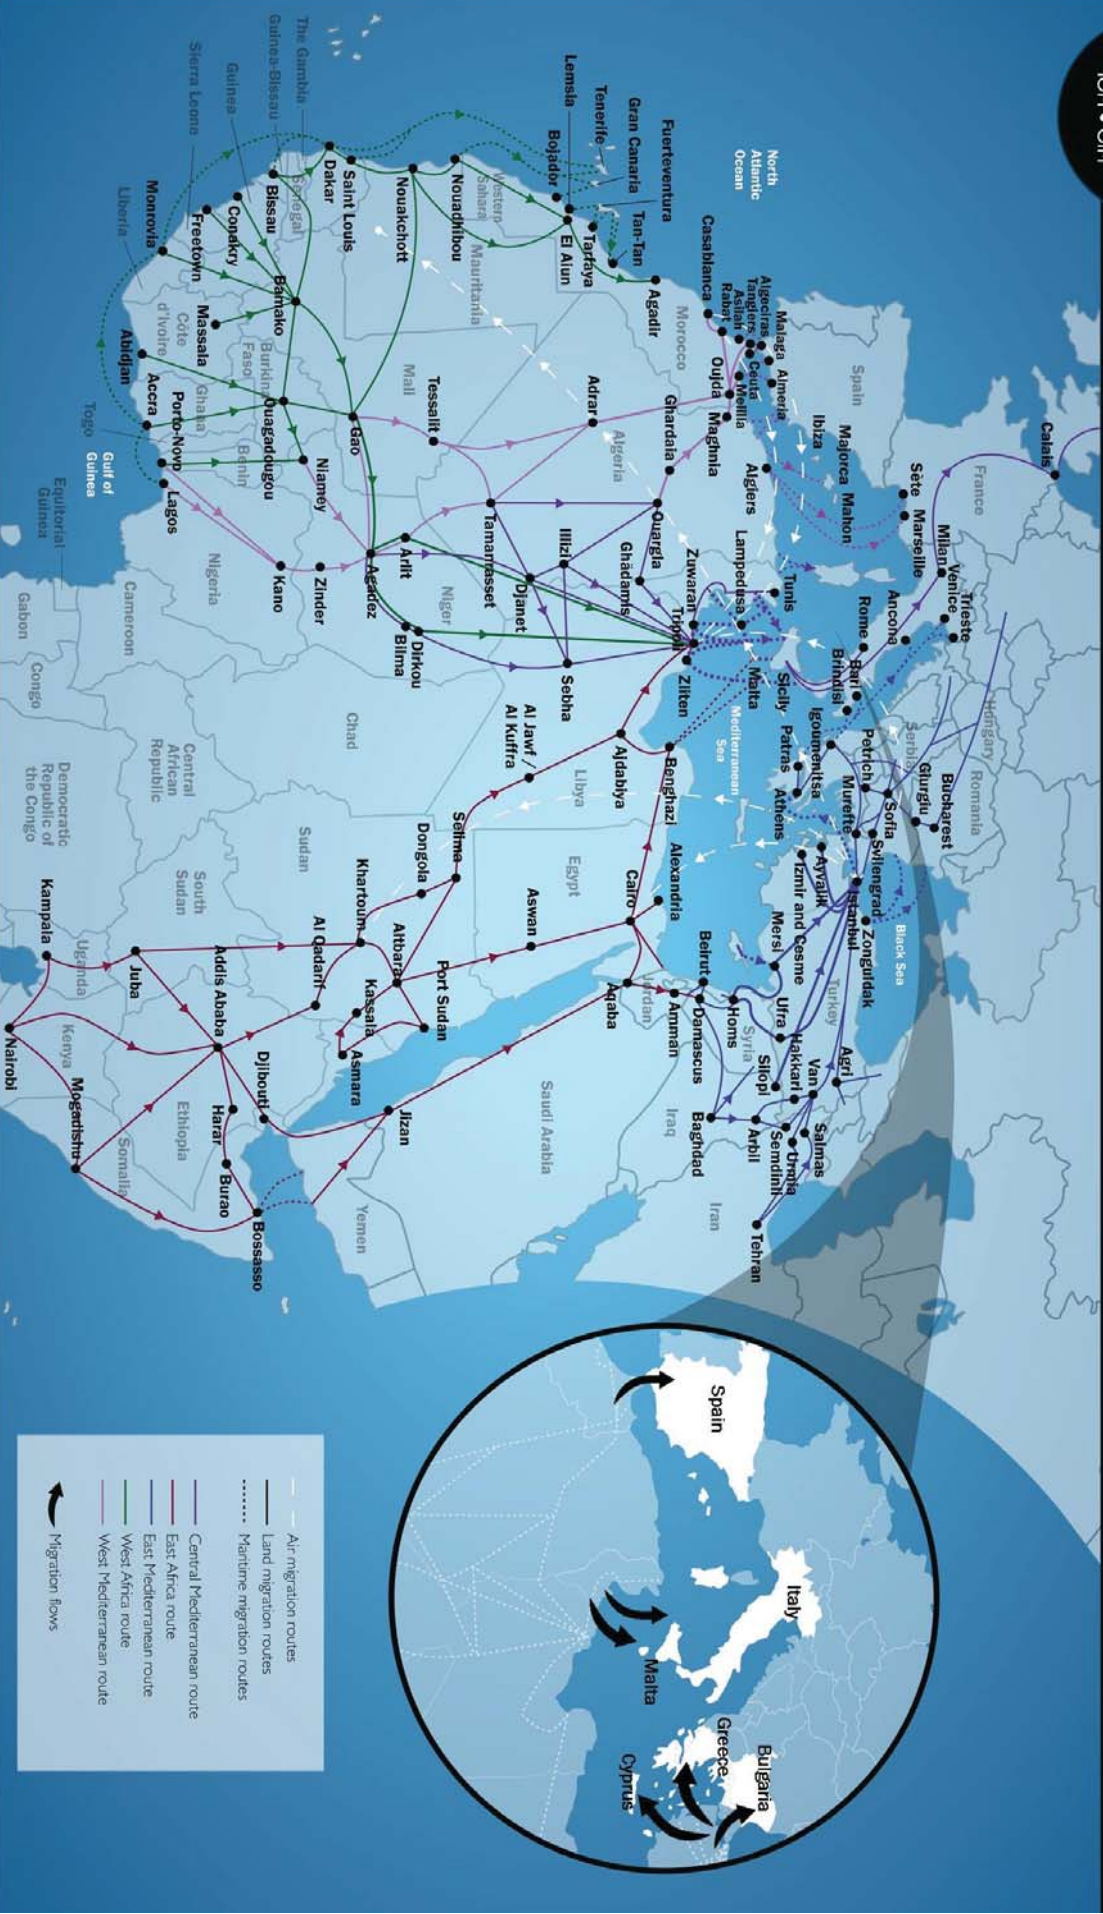 North
Atlantic
Ocean
Fuerteventura
Gran Canaria
Tenerife
Lemsia
Bojador
Tan-Tan
Tarfaya
El Aiun
Agadir
Casablanca
Rabat
Asilah
Tangiers
Algeciras
Malaga
Almeria
Ceuta
Melilla
Oujda
Maghnia
Morocco
Spain
Ibiza
Majorca
Mahon
Algiers
Sète
Marseille
Calais
France
Milan
Venice
Trieste
Ancona
Rome
Bari
Brindisi
Tunis
Lampedusa
Zuwaran
Tripoli
Zliten
Malta
Sicily
Mediterranean
Sea
Igoumenitsa
Patras
Athens
Petrich
Sofia
Serbia
Hungary
Romania
Giurgiu
Bucharest
Murefte
Svilengrad
Istanbul
Zonguldak
Black Sea
Ayvalik
Izmir and Cesme
Mersi
Turkey
Urfa
Hakkari
Van
Agri
Silopi
Salmas
Urmia
Semdinli
Arbil
Tehran
Iran
Iraq
Baghdad
Syria
Homs
Damascus
Beirut
Amman
Jordan
Aqaba
Alexandria
Cairo
Egypt
Aswan
Benghazi
Ajdabiya
Libya
Al Jawf /
Al Kuffra
Sebha
Ghardaia
Ouargla
Ghādamis
Illizi
Djanet
Tamanrasset
Algeria
Adrar
Tessalit
Mali
Western
Sahara
Mauritania
Nouadhibou
Nouakchott
Saint Louis
Dakar
Senegal
The Gambia
Guinea-Bissau
Guinea
Sierra Leone
Liberia
Bissau
Conakry
Freetown
Monrovia
Bamako
Massala
Côte
d'Ivoire
Abidjan
Burkina
Faso
Ouagadougou
Ghana
Accra
Togo
Porto-Novo
Benin
Lagos
Gulf of
Guinea
Gao
Niamey
Agadez
Arlit
Niger
Dirkou
Bilma
Zinder
Kano
Nigeria
Cameroon
Equitorial
Guinea
Gabon
Congo
Chad
Central
African
Republic
Democratic
Republic of
the Congo
Selima
Dongola
Khartoum
Sudan
South
Sudan
Al Qadarif
Altbara
Port Sudan
Kassala
Asmara
Addis Ababa
Djibouti
Harar
Burao
Ethiopia
Bossasso
Somalia
Mogadishu
Kenya
Nairobi
Kampala
Uganda
Juba
Jizan
Saudi Arabia
Yemen
Spain
Italy
Malta
Greece
Bulgaria
Cyprus
Air migration routes
Land migration routes
Maritime migration routes
Central Mediterranean route
East Africa route
East Mediterranean route
West Africa route
West Mediterranean route
Migration flows